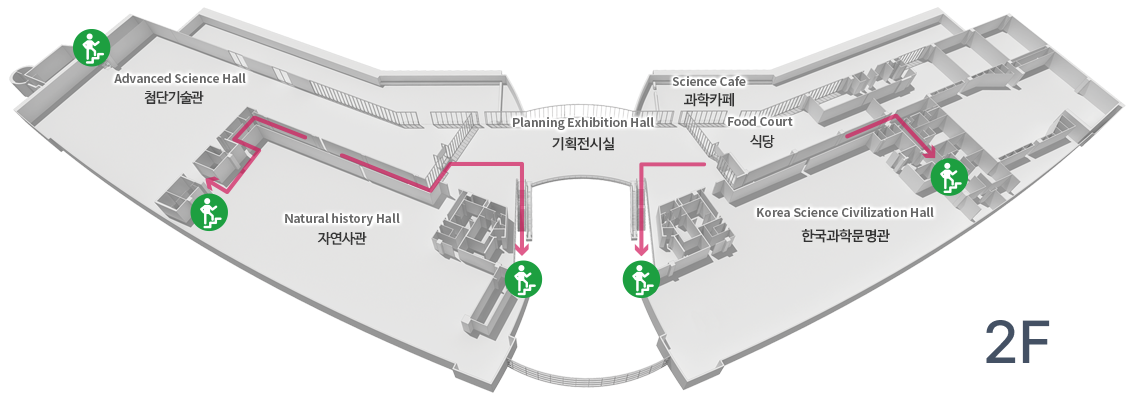 Advanced Science Hall
첨단기술관
Science Cafe
과학카페
Planning Exhibition Hall
기획전시실
Food Court
식당
Natural history Hall
자연사관
Korea Science Civilization Hall
한국과학문명관
2F